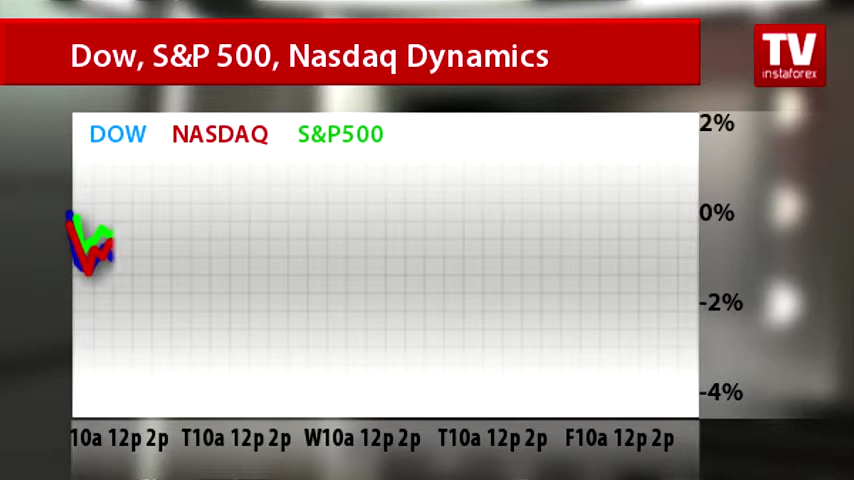 Dow, S&P 500, Nasdaq Dynamics
TV
instaforex
DOW NASDAQ S&P500
2%
0%
-2%
-4%
10a 12p 2p T10a 12p 2p W10a 12p 2p T10a 12p 2p F10a 12p 2p